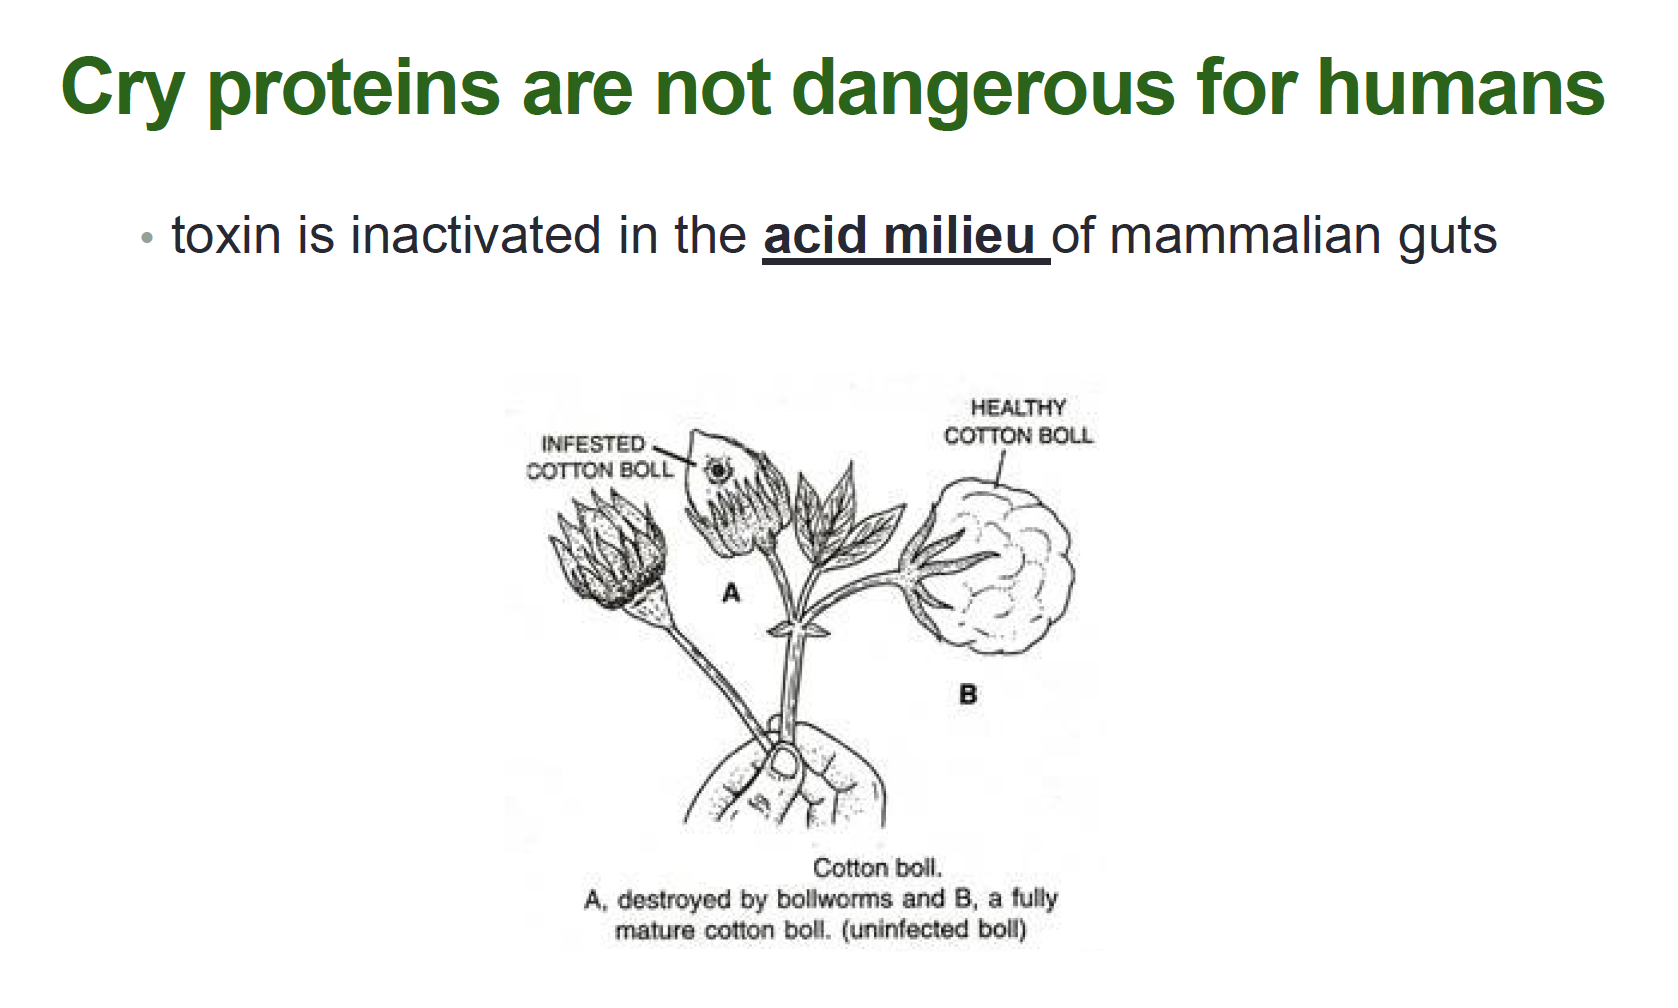 Cry proteins are not dangerous for humans
• toxin is inactivated in the acid milieu of mammalian guts
HEALTHY
COTTON BOLL
INFESTED
COTTON BOLL
A
B
Cotton boll.
A, destroyed by bollworms and B, a fully
mature cotton boll. (uninfected boll)